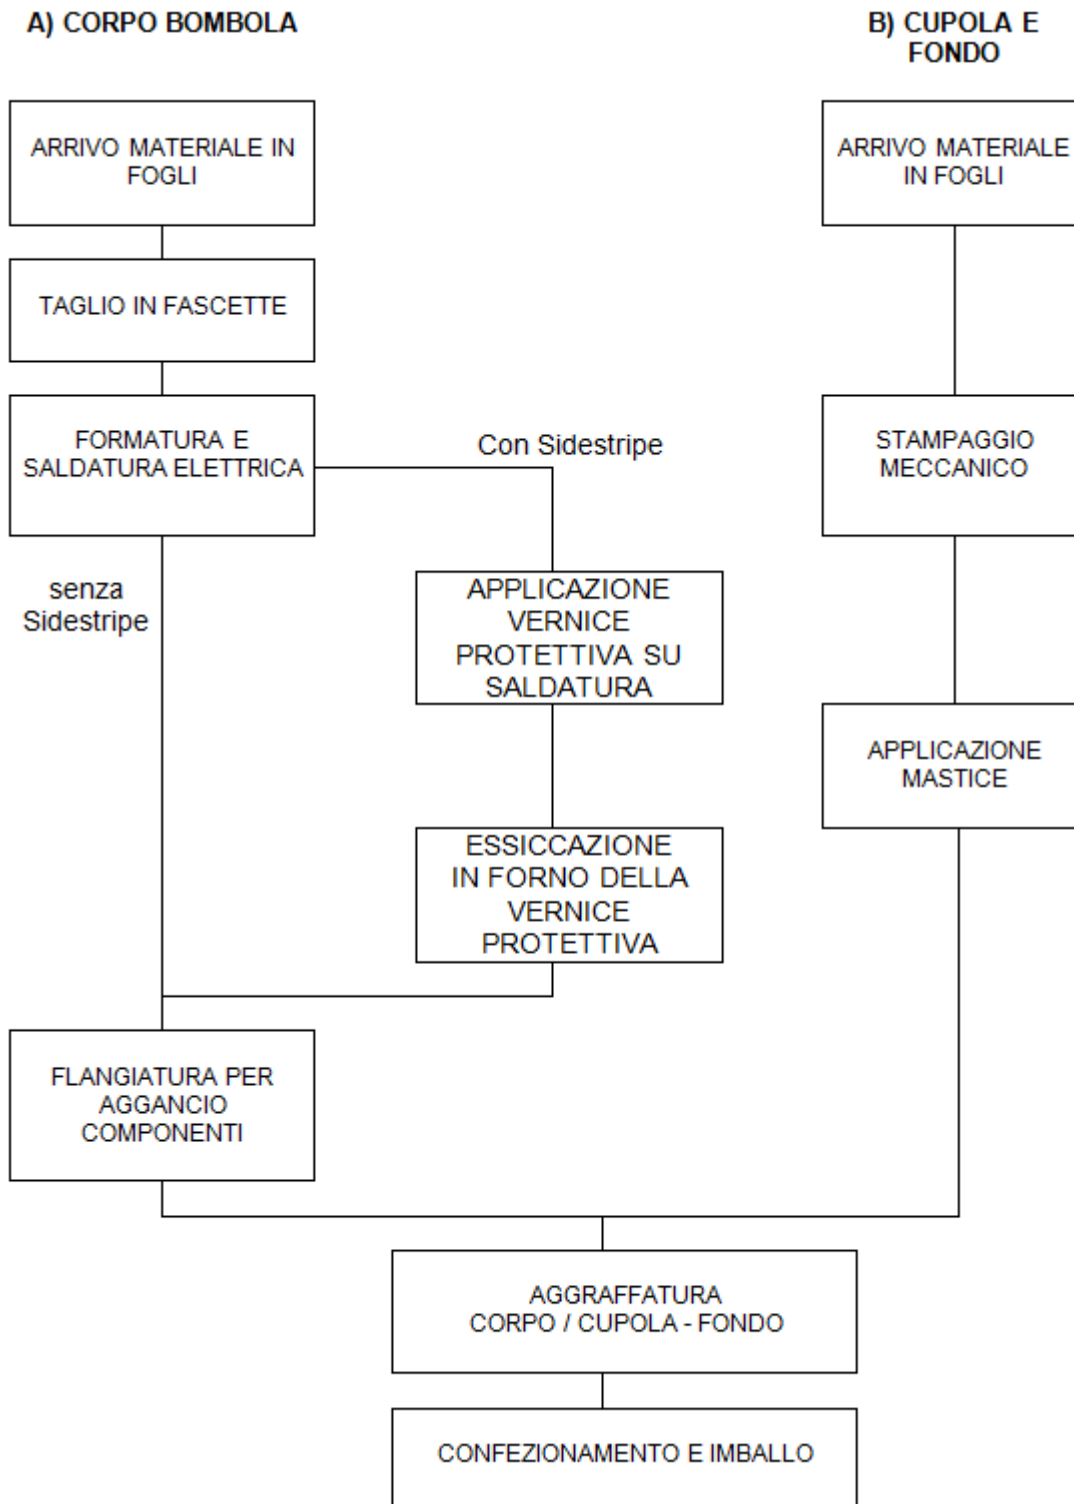 A) CORPO BOMBOLA
B) CUPOLA E
FONDO
ARRIVO MATERIALE IN
FOGLI
ARRIVO MATERIALE
IN FOGLI
TAGLIO IN FASCETTE
FORMATURA E
SALDATURA ELETTRICA
Con Sidestripe
STAMPAGGIO
MECCANICO
senza
Sidestripe
APPLICAZIONE
VERNICE
PROTETTIVA SU
SALDATURA
APPLICAZIONE
MASTICE
ESSICCAZIONE
IN FORNO DELLA
VERNICE
PROTETTIVA
FLANGIATURA PER
AGGANCIO
COMPONENTI
AGGRAFFATURA
CORPO / CUPOLA - FONDO
CONFEZIONAMENTO E IMBALLO